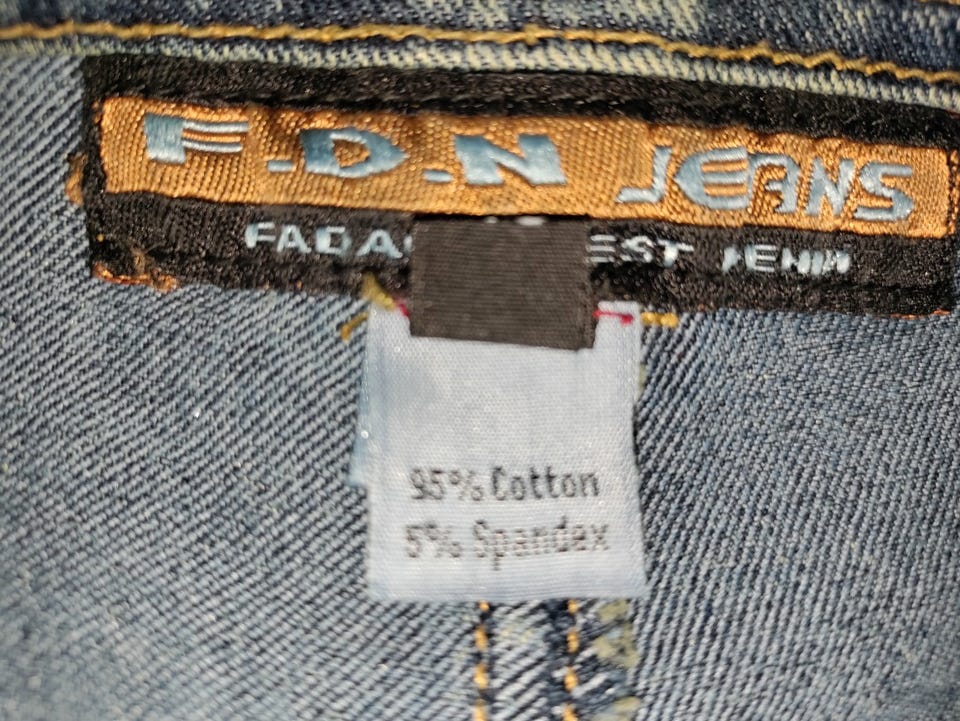 F.D.N JEANS
95% Cotton
5% Spandex